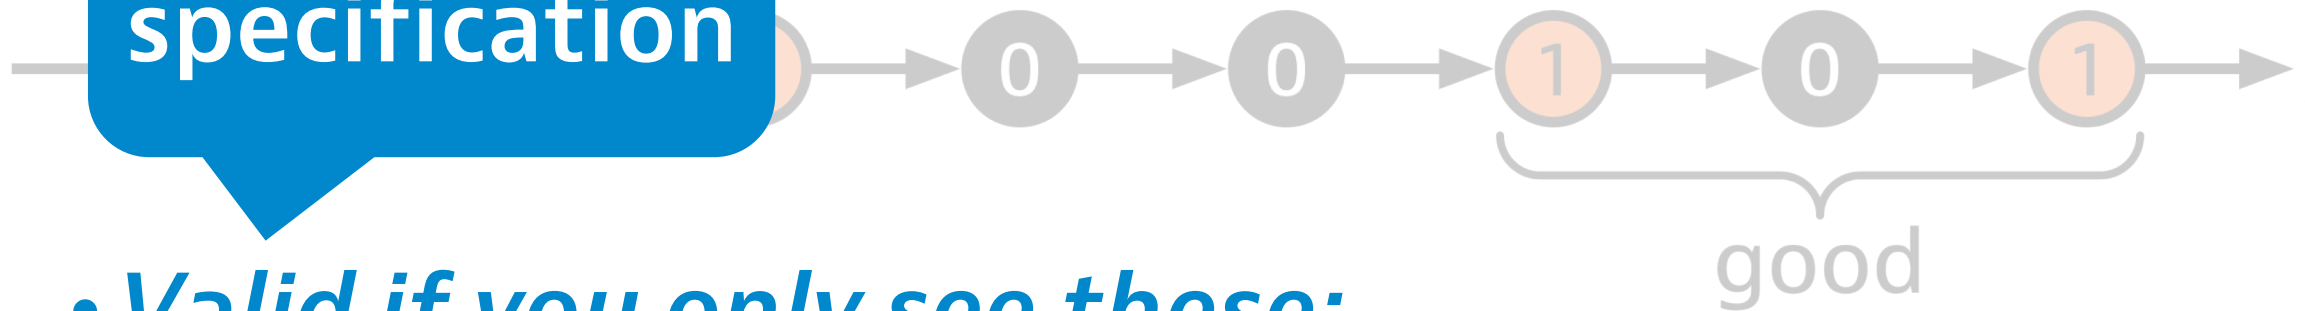 specification
0 0 1 0 1
good
• Valid if you only see these: